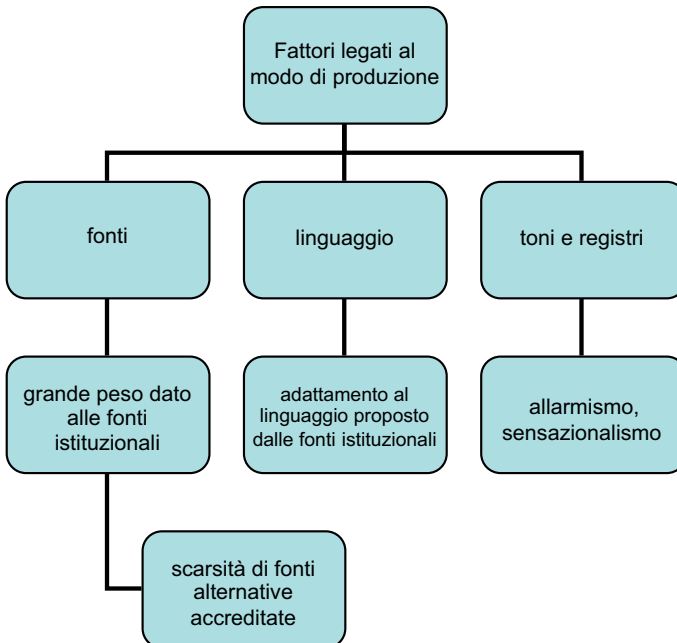 Fattori legati al
modo di produzione
fonti
linguaggio
toni e registri
grande peso dato
alle fonti
istituzionali
adattamento al
linguaggio proposto
dalle fonti istituzionali
allarmismo,
sensazionalismo
scarsità di fonti
alternative
accreditate